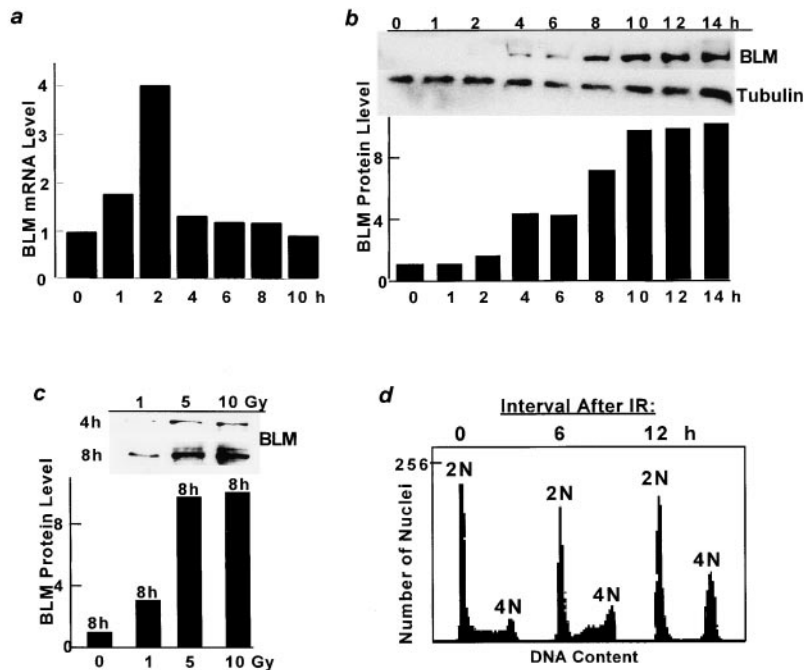 a
BLM mRNA Level
4
3
2
1
0
0 1 2 4 6 8 10 h
b
0 1 2 4 6 8 10 12 14 h
BLM
Tubulin
BLM Protein Llevel
8
4
0
0 1 2 4 6 8 10 12 14
c
1 5 10 Gy
4h
BLM
8h
BLM Protein Level
8
4
0
8h 8h 8h 8h
0 1 5 10 Gy
d
Interval After IR:
0 6 12 h
Number of Nuclei
256
2N 2N 2N
4N 4N 4N
DNA Content